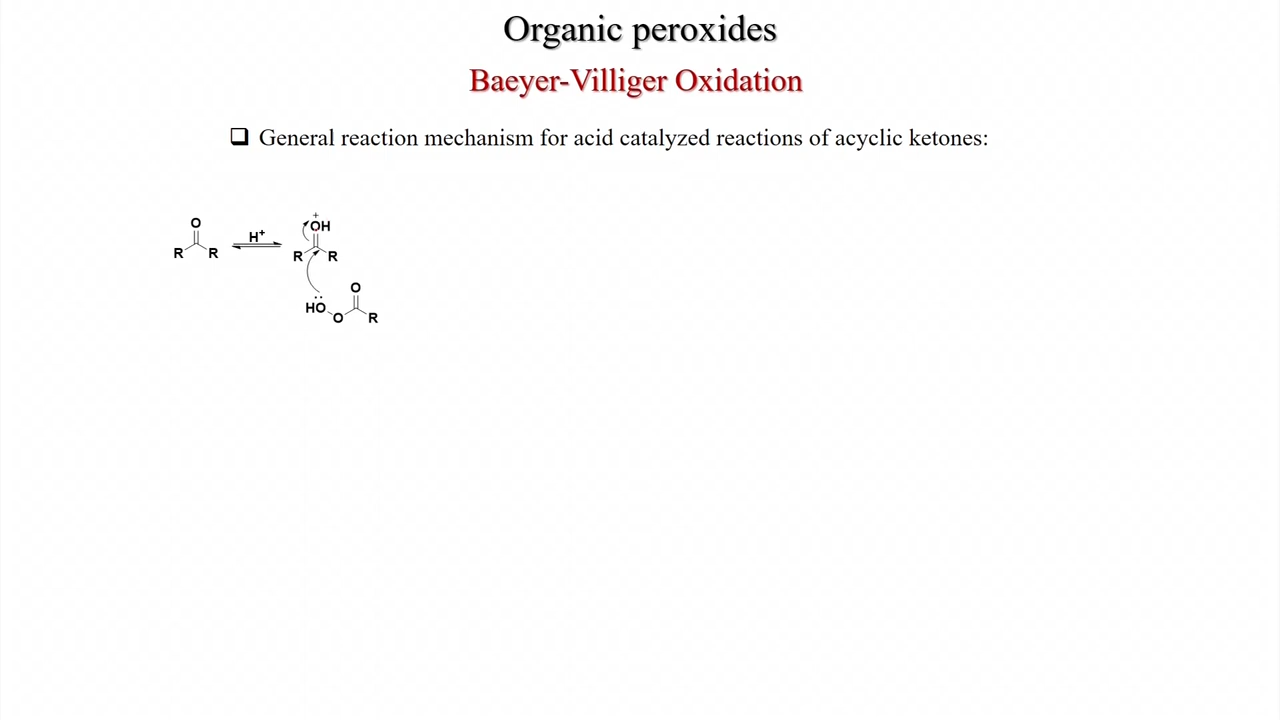 Organic peroxides
Baeyer-Villiger Oxidation
❑ General reaction mechanism for acid catalyzed reactions of acyclic ketones:
O
R R
H⁺
+
OH
R R
O
HO
O
R